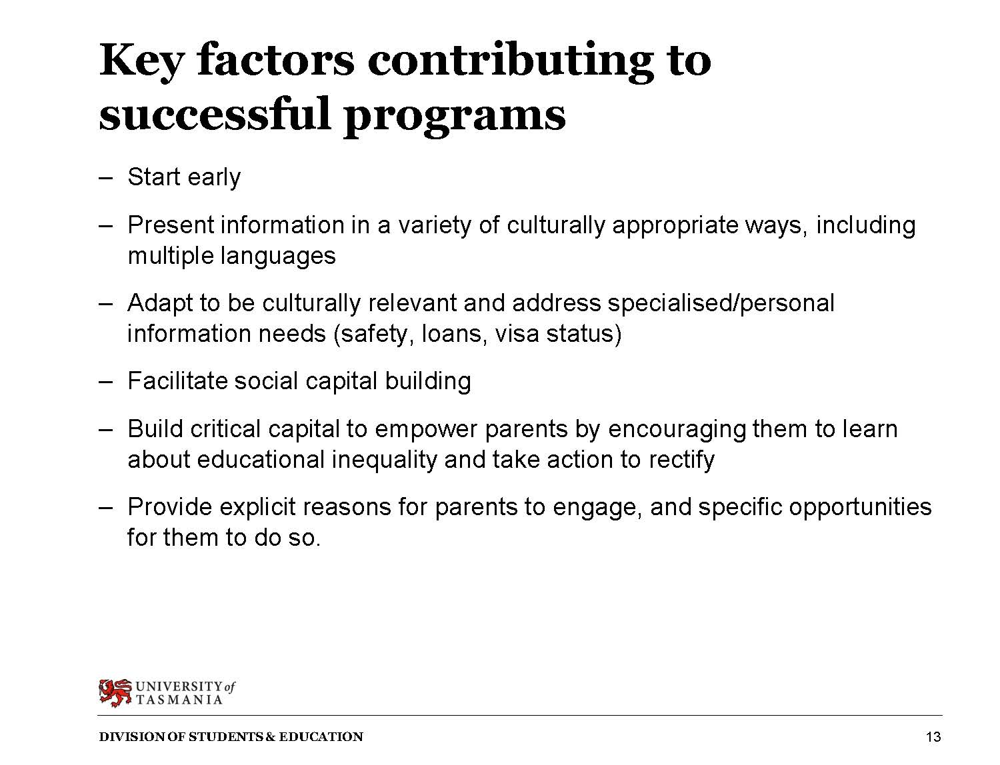 Key factors contributing to
successful programs
– Start early
– Present information in a variety of culturally appropriate ways, including
multiple languages
– Adapt to be culturally relevant and address specialised/personal
information needs (safety, loans, visa status)
– Facilitate social capital building
– Build critical capital to empower parents by encouraging them to learn
about educational inequality and take action to rectify
– Provide explicit reasons for parents to engage, and specific opportunities
for them to do so.
UNIVERSITY of
TASMANIA
DIVISION OF STUDENTS & EDUCATION
13